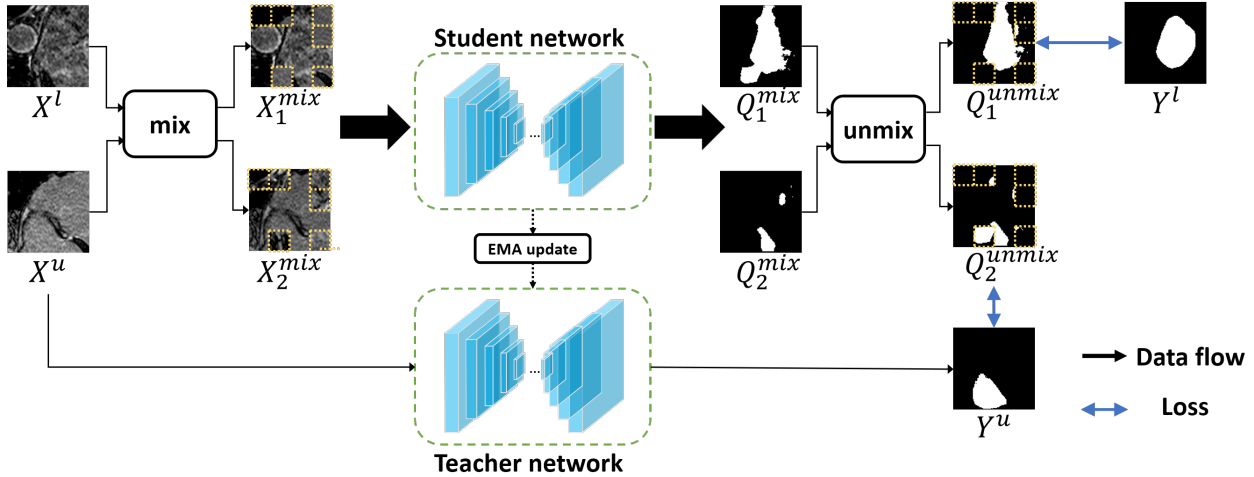 Student network
X^l
mix
X_1^{mix}
...
Q_1^{mix}
unmix
Q_1^{unmix}
Y^l
X^u
X_2^{mix}
EMA update
Q_2^{mix}
Q_2^{unmix}
...
Data flow
Loss
Y^u
Teacher network